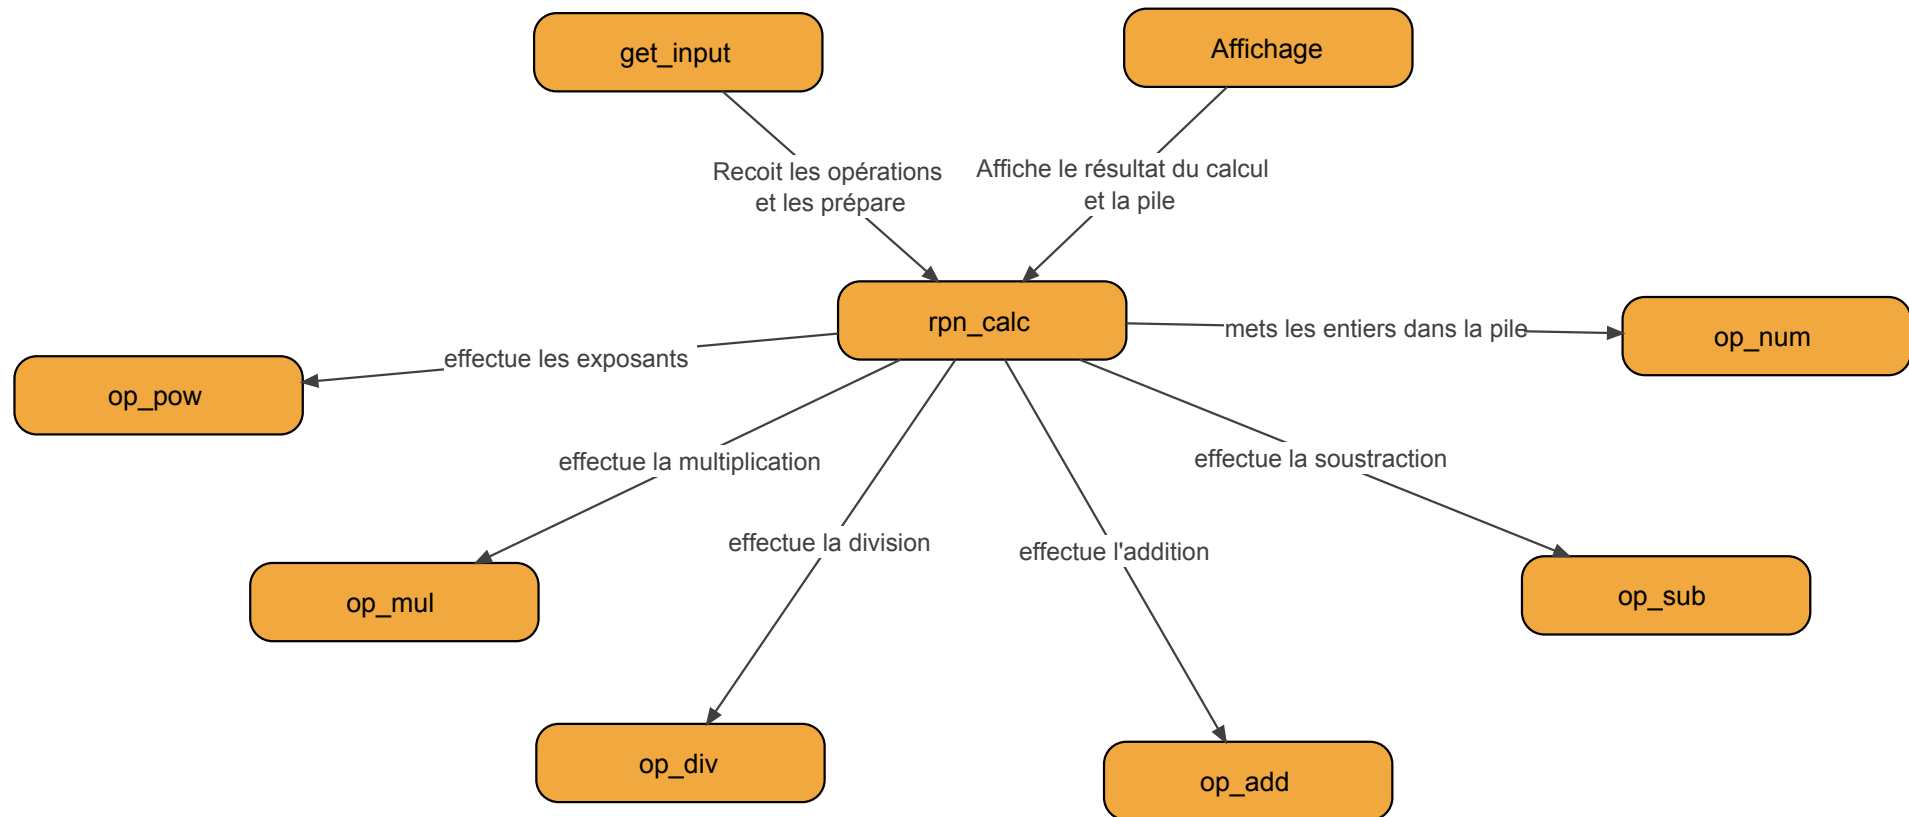 get_input
Affichage
Recoit les opérations
et les prépare
Affiche le résultat du calcul
et la pile
rpn_calc
mets les entiers dans la pile
op_num
effectue les exposants
op_pow
effectue la multiplication
effectue la soustraction
effectue la division
effectue l'addition
op_mul
op_sub
op_div
op_add